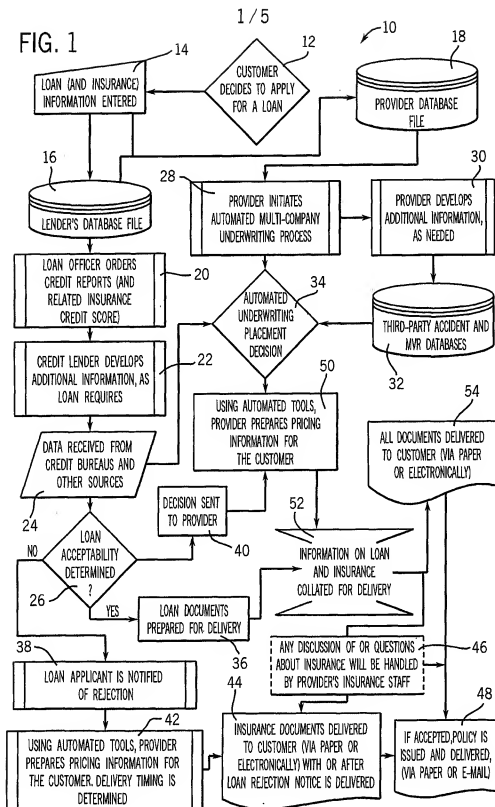 1/5
FIG. 1
10
12
CUSTOMER
DECIDES TO APPLY
FOR A LOAN
14
LOAN (AND INSURANCE)
INFORMATION ENTERED
18
PROVIDER DATABASE
FILE
16
LENDER'S DATABASE FILE
28
PROVIDER INITIATES
AUTOMATED MULTI-COMPANY
UNDERWRITING PROCESS
30
PROVIDER DEVELOPS
ADDITIONAL INFORMATION,
AS NEEDED
LOAN OFFICER ORDERS
CREDIT REPORTS (AND
RELATED INSURANCE
CREDIT SCORE)
20
34
AUTOMATED
UNDERWRITING
PLACEMENT
DECISION
THIRD-PARTY ACCIDENT AND
MVR DATABASES
32
CREDIT LENDER DEVELOPS
ADDITIONAL INFORMATION, AS
LOAN REQUIRES
22
50
USING AUTOMATED TOOLS,
PROVIDER PREPARES PRICING
INFORMATION FOR
THE CUSTOMER
54
ALL DOCUMENTS DELIVERED
TO CUSTOMER (VIA PAPER
OR ELECTRONICALLY)
DATA RECEIVED FROM
CREDIT BUREAUS AND
OTHER SOURCES
24
DECISION SENT
TO PROVIDER
40
52
INFORMATION ON LOAN
AND INSURANCE
COLLATED FOR DELIVERY
NO
LOAN
ACCEPTABILITY
DETERMINED
?
26
YES
LOAN DOCUMENTS
PREPARED FOR DELIVERY
36
ANY DISCUSSION OF OR QUESTIONS
ABOUT INSURANCE WILL BE HANDLED
BY PROVIDER'S INSURANCE STAFF
46
38
LOAN APPLICANT IS NOTIFIED
OF REJECTION
42
USING AUTOMATED TOOLS, PROVIDER
PREPARES PRICING INFORMATION FOR
THE CUSTOMER. DELIVERY TIMING IS
DETERMINED
44
INSURANCE DOCUMENTS DELIVERED
TO CUSTOMER (VIA PAPER OR
ELECTRONICALLY) WITH OR AFTER
LOAN REJECTION NOTICE IS DELIVERED
48
IF ACCEPTED,POLICY
IS ISSUED AND DELIVERED,
(VIA PAPER OR E-MAIL)